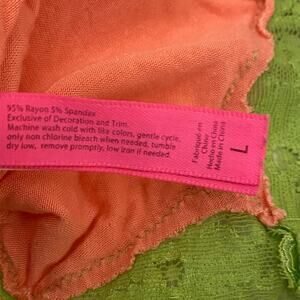 95% Rayon 5% Spandex
Exclusive of Decoration and Trim.
Machine wash cold with like colors, gentle cycle,
only non chlorine bleach when needed, tumble
dry low, remove promptly, low iron if needed.
Fabriqué en
Chine
Hecho en China
Made in China
L